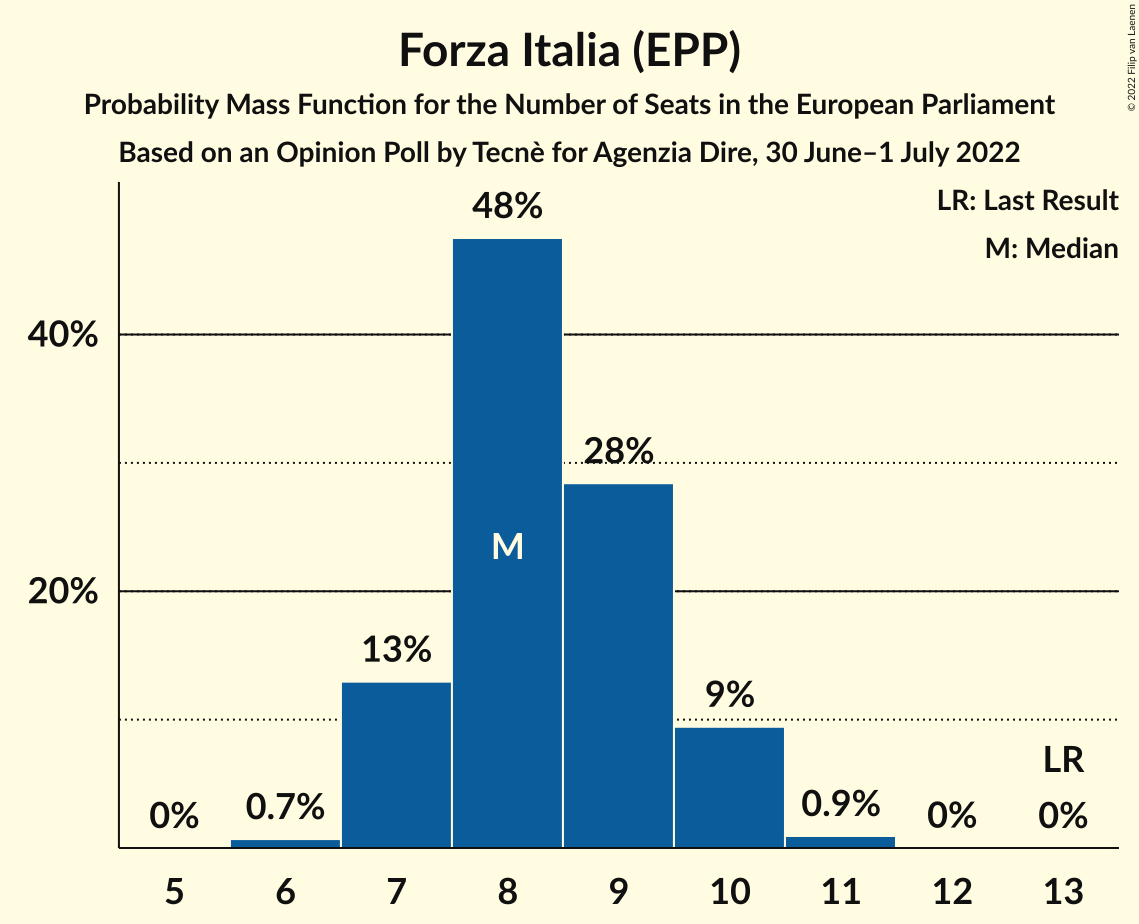 Forza Italia (EPP)
Probability Mass Function for the Number of Seats in the European Parliament
Based on an Opinion Poll by Tecnè for Agenzia Dire, 30 June–1 July 2022
© 2022 Filip van Laenen
LR: Last Result
M: Median
48%
40%
28%
M
20%
13%
9%
LR
0%
0.7%
0.9%
0%
0%
5 6 7 8 9 10 11 12 13